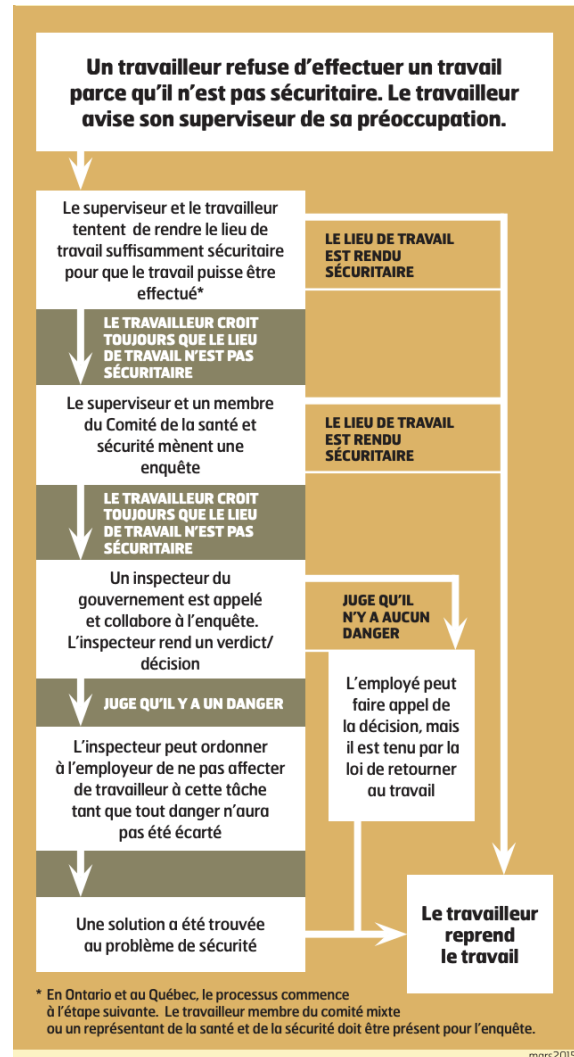 Un travailleur refuse d'effectuer un travail
parce qu'il n'est pas sécuritaire. Le travailleur
avise son superviseur de sa préoccupation.
Le superviseur et le travailleur
tentent de rendre le lieu de
travail suffisamment sécuritaire
pour que le travail puisse être
effectué*
LE LIEU DE TRAVAIL
EST RENDU
SÉCURITAIRE
LE TRAVAILLEUR CROIT
TOUJOURS QUE LE LIEU
DE TRAVAIL N'EST PAS
SÉCURITAIRE
Le superviseur et un membre
du Comité de la santé et
sécurité mènent une
enquête
LE LIEU DE TRAVAIL
EST RENDU
SÉCURITAIRE
LE TRAVAILLEUR CROIT
TOUJOURS QUE LE LIEU
DE TRAVAIL N'EST PAS
SÉCURITAIRE
Un inspecteur du
gouvernement est appelé
et collabore à l'enquête.
L'inspecteur rend un verdict/
décision
JUGE QU'IL
N'Y A AUCUN
DANGER
L'employé peut
faire appel de
la décision, mais
il est tenu par la
loi de retourner
au travail
JUGE QU'IL Y A UN DANGER
L'inspecteur peut ordonner
à l'employeur de ne pas affecter
de travailleur à cette tâche
tant que tout danger n'aura
pas été écarté
Une solution a été trouvée
au problème de sécurité
Le travailleur
reprend
le travail
* En Ontario et au Québec, le processus commence
à l'étape suivante. Le travailleur membre du comité mixte
ou un représentant de la santé et de la sécurité doit être présent pour l'enquête.
mars2019